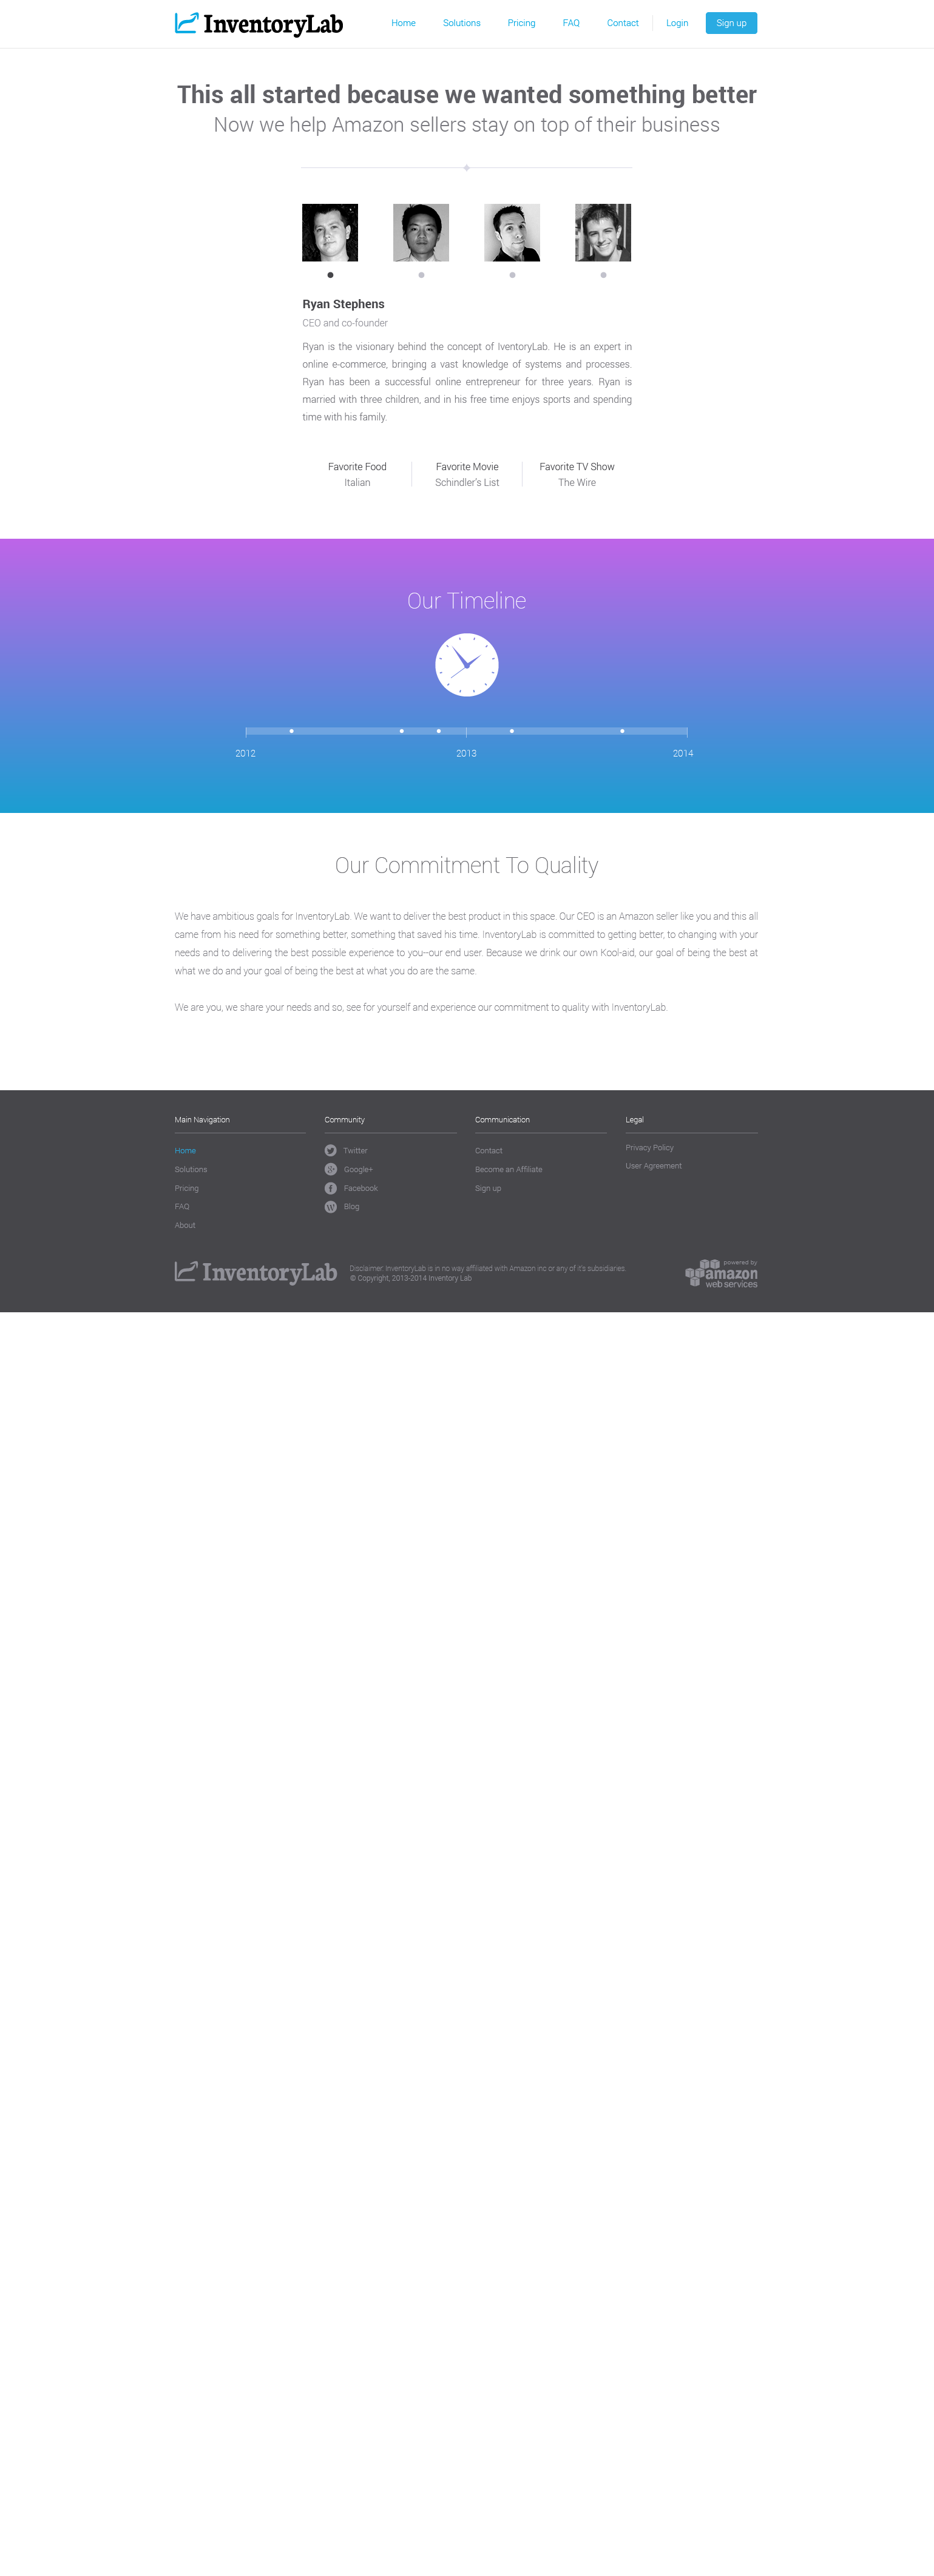 InventoryLab
Home Solutions Pricing FAQ Contact Login Sign up
This all started because we wanted something better
Now we help Amazon sellers stay on top of their business
Ryan Stephens
CEO and co-founder
Ryan is the visionary behind the concept of IventoryLab. He is an expert in
online e-commerce, bringing a vast knowledge of systems and processes.
Ryan has been a successful online entrepreneur for three years. Ryan is
married with three children, and in his free time enjoys sports and spending
time with his family.
Favorite Food Favorite Movie Favorite TV Show
Italian Schindler's List The Wire
Our Timeline
2012 2013 2014
Our Commitment To Quality
We have ambitious goals for InventoryLab. We want to deliver the best product in this space. Our CEO is an Amazon seller like you and this all
came from his need for something better, something that saved his time. InventoryLab is committed to getting better, to changing with your
needs and to delivering the best possible experience to you--our end user. Because we drink our own Kool-aid, our goal of being the best at
what we do and your goal of being the best at what you do are the same.
We are you, we share your needs and so, see for yourself and experience our commitment to quality with InventoryLab.
Main Navigation Community Communication Legal
Home Twitter Contact Privacy Policy
Solutions Google+ Become an Affiliate User Agreement
Pricing Facebook Sign up
FAQ Blog
About
InventoryLab
Disclaimer: InventoryLab is in no way affiliated with Amazon inc or any of it's subsidiaries.
© Copyright, 2013-2014 Inventory Lab
powered by
amazon
web services